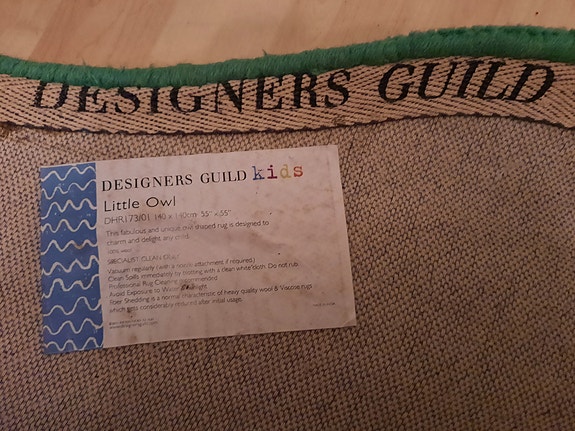 DESIGNERS GUILD
DESIGNERS GUILD kids
Little Owl
DHR173/01 140 x 140cm 55" x 55"
This fabulous and unique owl shaped rug is designed to
charm and delight any child.
SPECIALIST CLEAN ONLY
Vacuum regularly (with a nozzle attachment if required.)
Clean Spills immediately by blotting with a clean white cloth. Do not rub.
Professional Rug Cleaning recommended
Avoid Exposure to Water
Fibre Shedding is a normal characteristic of heavy quality wool & Viscose rugs
which gets considerably reduced after initial usage.